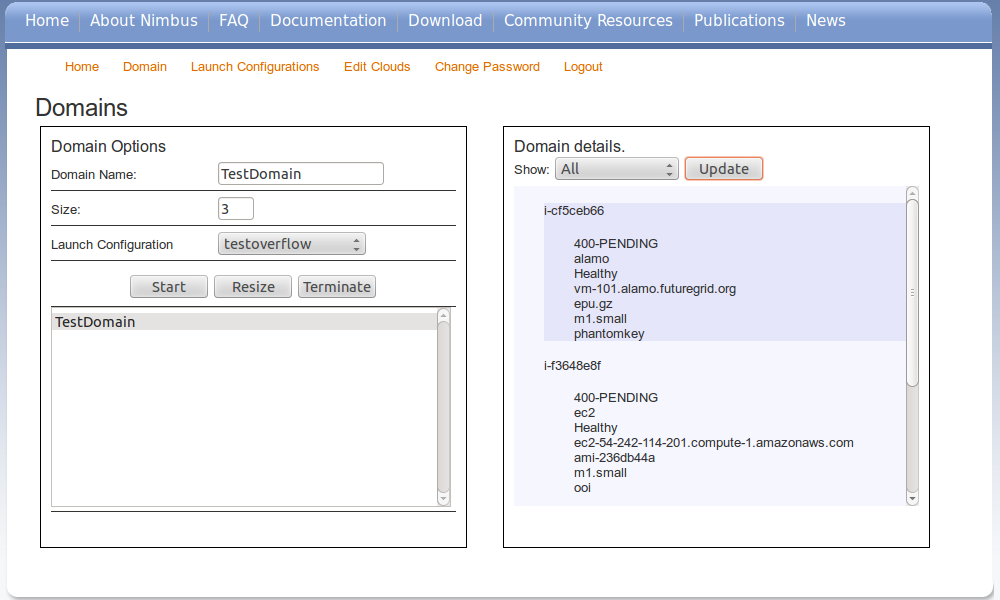 Home About Nimbus FAQ Documentation Download Community Resources Publications News
Home Domain Launch Configurations Edit Clouds Change Password Logout
Domains
Domain Options
Domain Name: TestDomain
Size: 3
Launch Configuration testoverflow
Start Resize Terminate
TestDomain
Domain details.
Show: All Update
i-cf5ceb66
400-PENDING
alamo
Healthy
vm-101.alamo.futuregrid.org
epu.gz
m1.small
phantomkey
i-f3648e8f
400-PENDING
ec2
Healthy
ec2-54-242-114-201.compute-1.amazonaws.com
ami-236db44a
m1.small
ooi